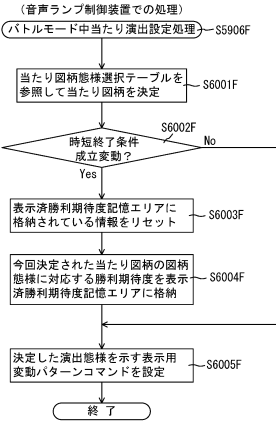 （音声ランプ制御装置での処理）
バトルモード中当たり演出設定処理
S5906F
当たり図柄態様選択テーブルを
参照して当たり図柄を決定
S6001F
時短終了条件
成立変動？
S6002F
No
Yes
表示済勝利期待度記憶エリアに
格納されている情報をリセット
S6003F
今回決定された当たり図柄の図柄
態様に対応する勝利期待度を表示
済勝利期待度記憶エリアに格納
S6004F
決定した演出態様を示す表示用
変動パターンコマンドを設定
S6005F
終了